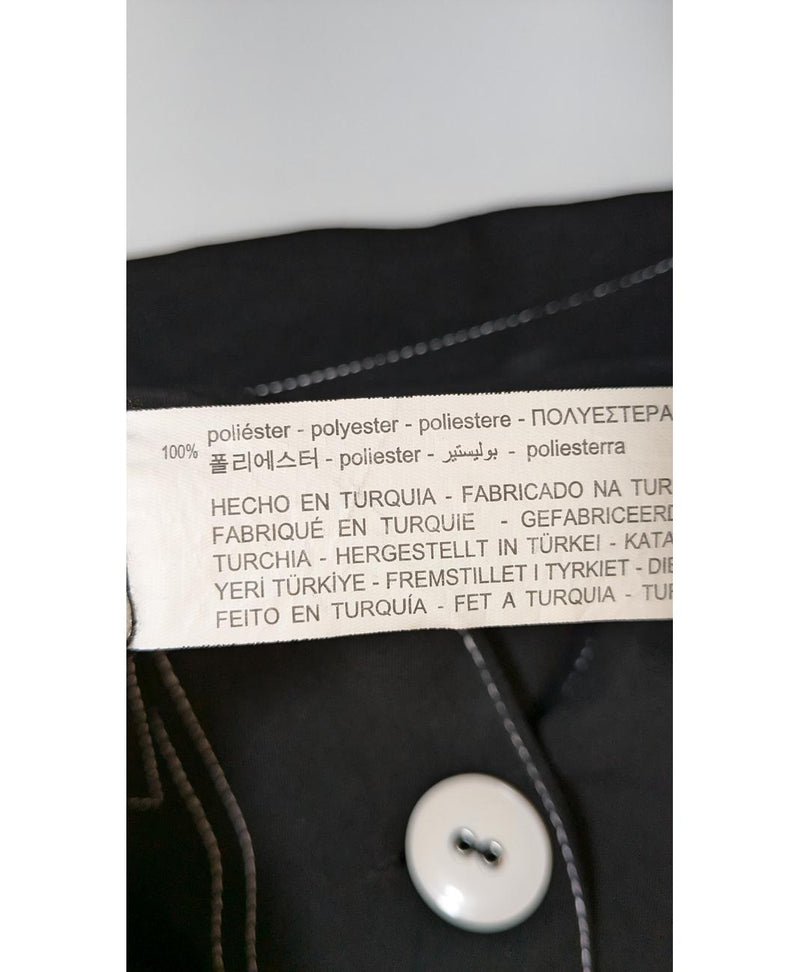 100% poliéster - polyester - poliestere - ΠΟΛΥΕΣΤΕΡΑ
폴리에스터 - poliester - بوليستير - poliesterra
HECHO EN TURQUIA - FABRICADO NA TUR
FABRIQUÉ EN TURQUIE - GEFABRICEERD
TURCHIA - HERGESTELLT IN TÜRKEI - KATA
YERİ TÜRKİYE - FREMSTILLET I TYRKIET - DIE
FEITO EN TURQUÍA - FET A TURQUIA - TUR